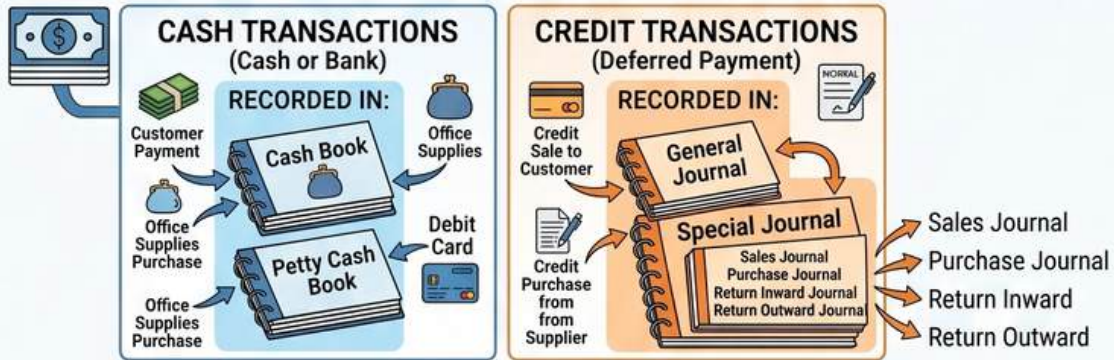 CASH TRANSACTIONS
(Cash or Bank)
RECORDED IN:
Customer
Payment
Office
Supplies
Purchase
Office
Supplies
Purchase
Cash Book
Petty Cash
Book
Office
Supplies
Debit
Card
CREDIT TRANSACTIONS
(Deferred Payment)
RECORDED IN:
NORKAL
Credit
Sale to
Customer
Credit
Purchase
from
from
Supplier
General
Journal
Special Journal
Sales Journal
Purchase Journal
Return Inward Journal
Return Outward Journal
Sales Journal
Purchase Journal
Return Inward
Return Outward